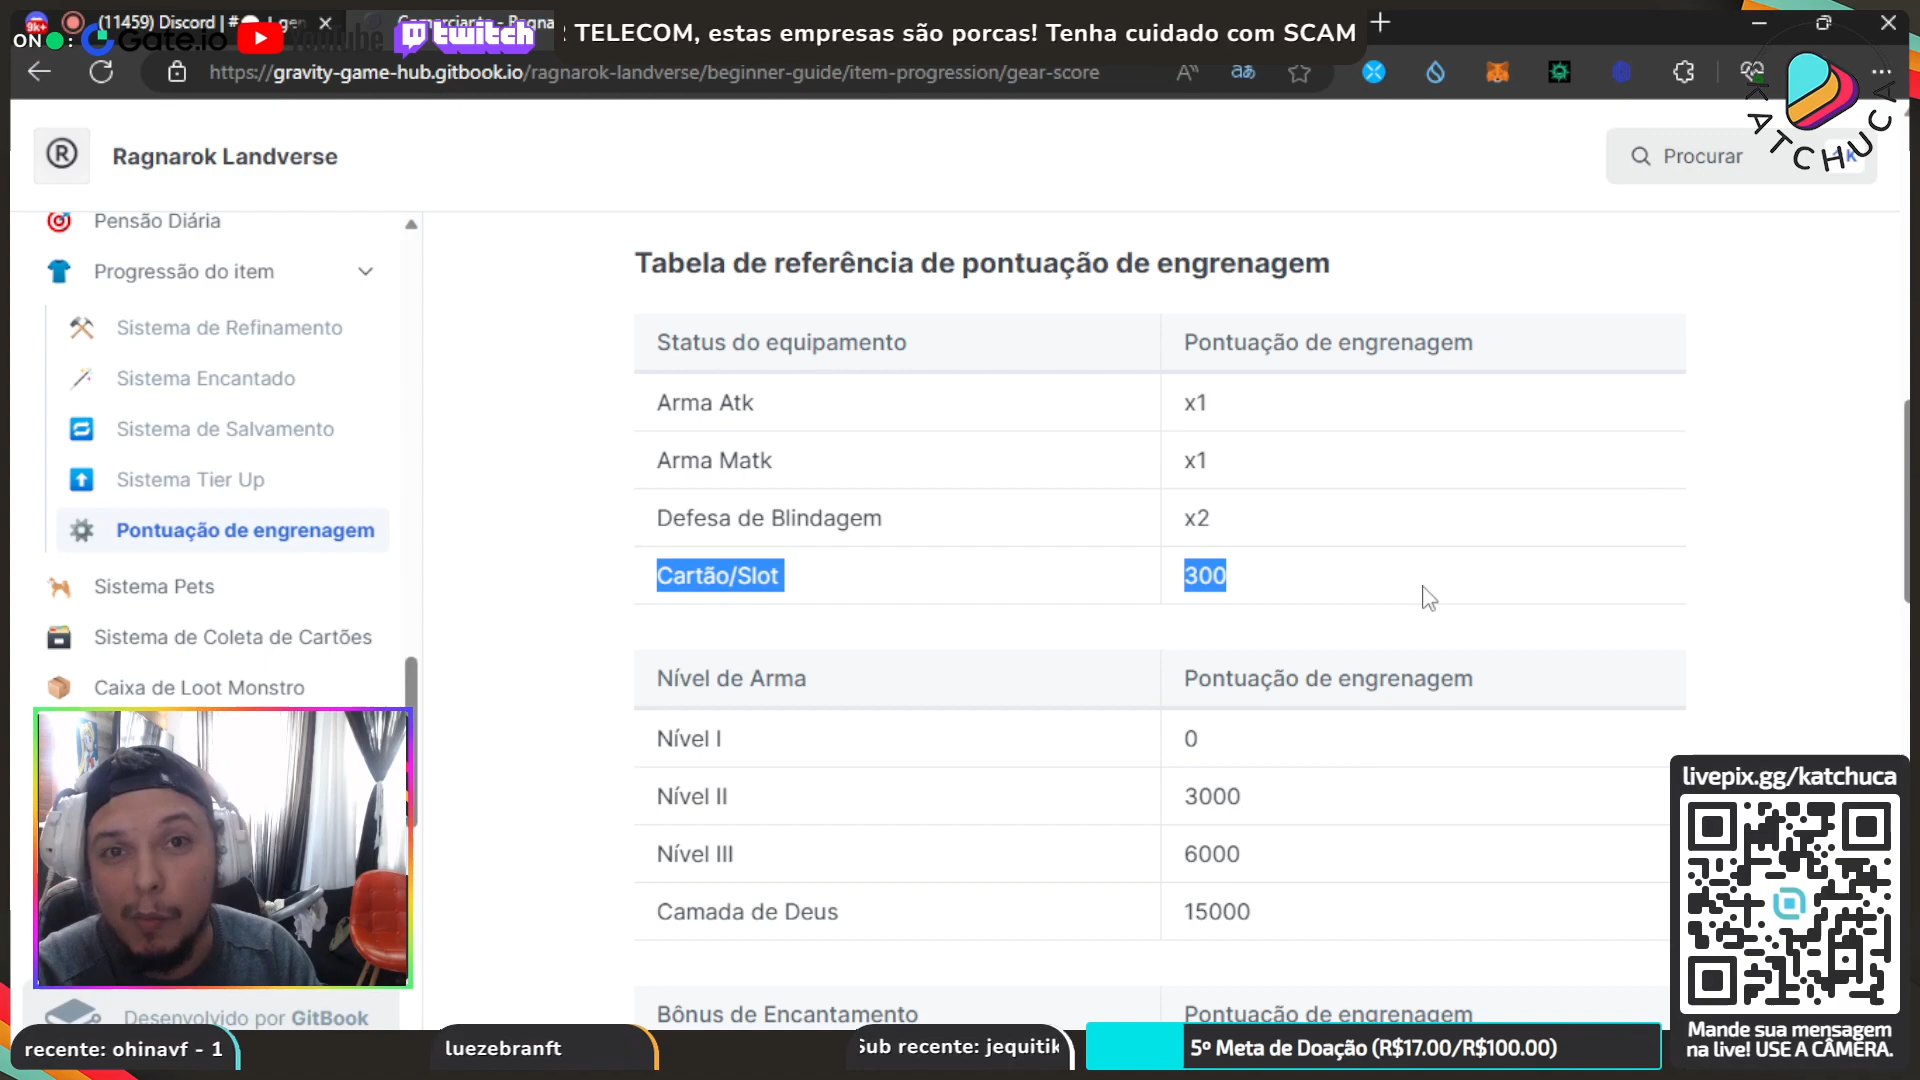 (11459) Discord | #
ON :
Gate.io
YouTube
twitch
: TELECOM, estas empresas são porcas! Tenha cuidado com SCAM
https://gravity-game-hub.gitbook.io/ragnarok-landverse/beginner-guide/item-progression/gear-score
KATCHUCA
Ragnarok Landverse
Procurar
Pensão Diária
Progressão do item
Sistema de Refinamento
Sistema Encantado
Sistema de Salvamento
Sistema Tier Up
Pontuação de engrenagem
Sistema Pets
Sistema de Coleta de Cartões
Caixa de Loot Monstro
Desenvolvido por GitBook
Tabela de referência de pontuação de engrenagem
Status do equipamento Pontuação de engrenagem
Arma Atk x1
Arma Matk x1
Defesa de Blindagem x2
Cartão/Slot 300
Nível de Arma Pontuação de engrenagem
Nível I 0
Nível II 3000
Nível III 6000
Camada de Deus 15000
Bônus de Encantamento Pontuação de engrenagem
livepix.gg/katchuca
Mande sua mensagem
na live! USE A CÂMERA.
recente: ohinavf - 1
luezebranft
Sub recente: jequitik
5º Meta de Doação (R$17.00/R$100.00)